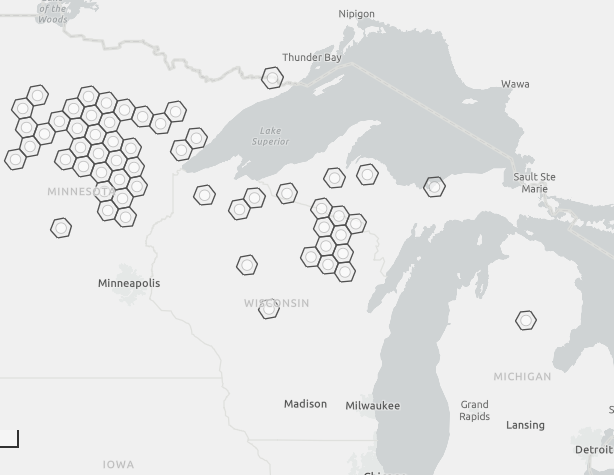 Lake
of the
Woods
Nipigon
Thunder Bay
Wawa
Lake
Superior
Sault Ste
Marie
MINNESOTA
Minneapolis
WISCONSIN
MICHIGAN
Madison
Milwaukee
Grand
Rapids
Lansing
Detroit
IOWA